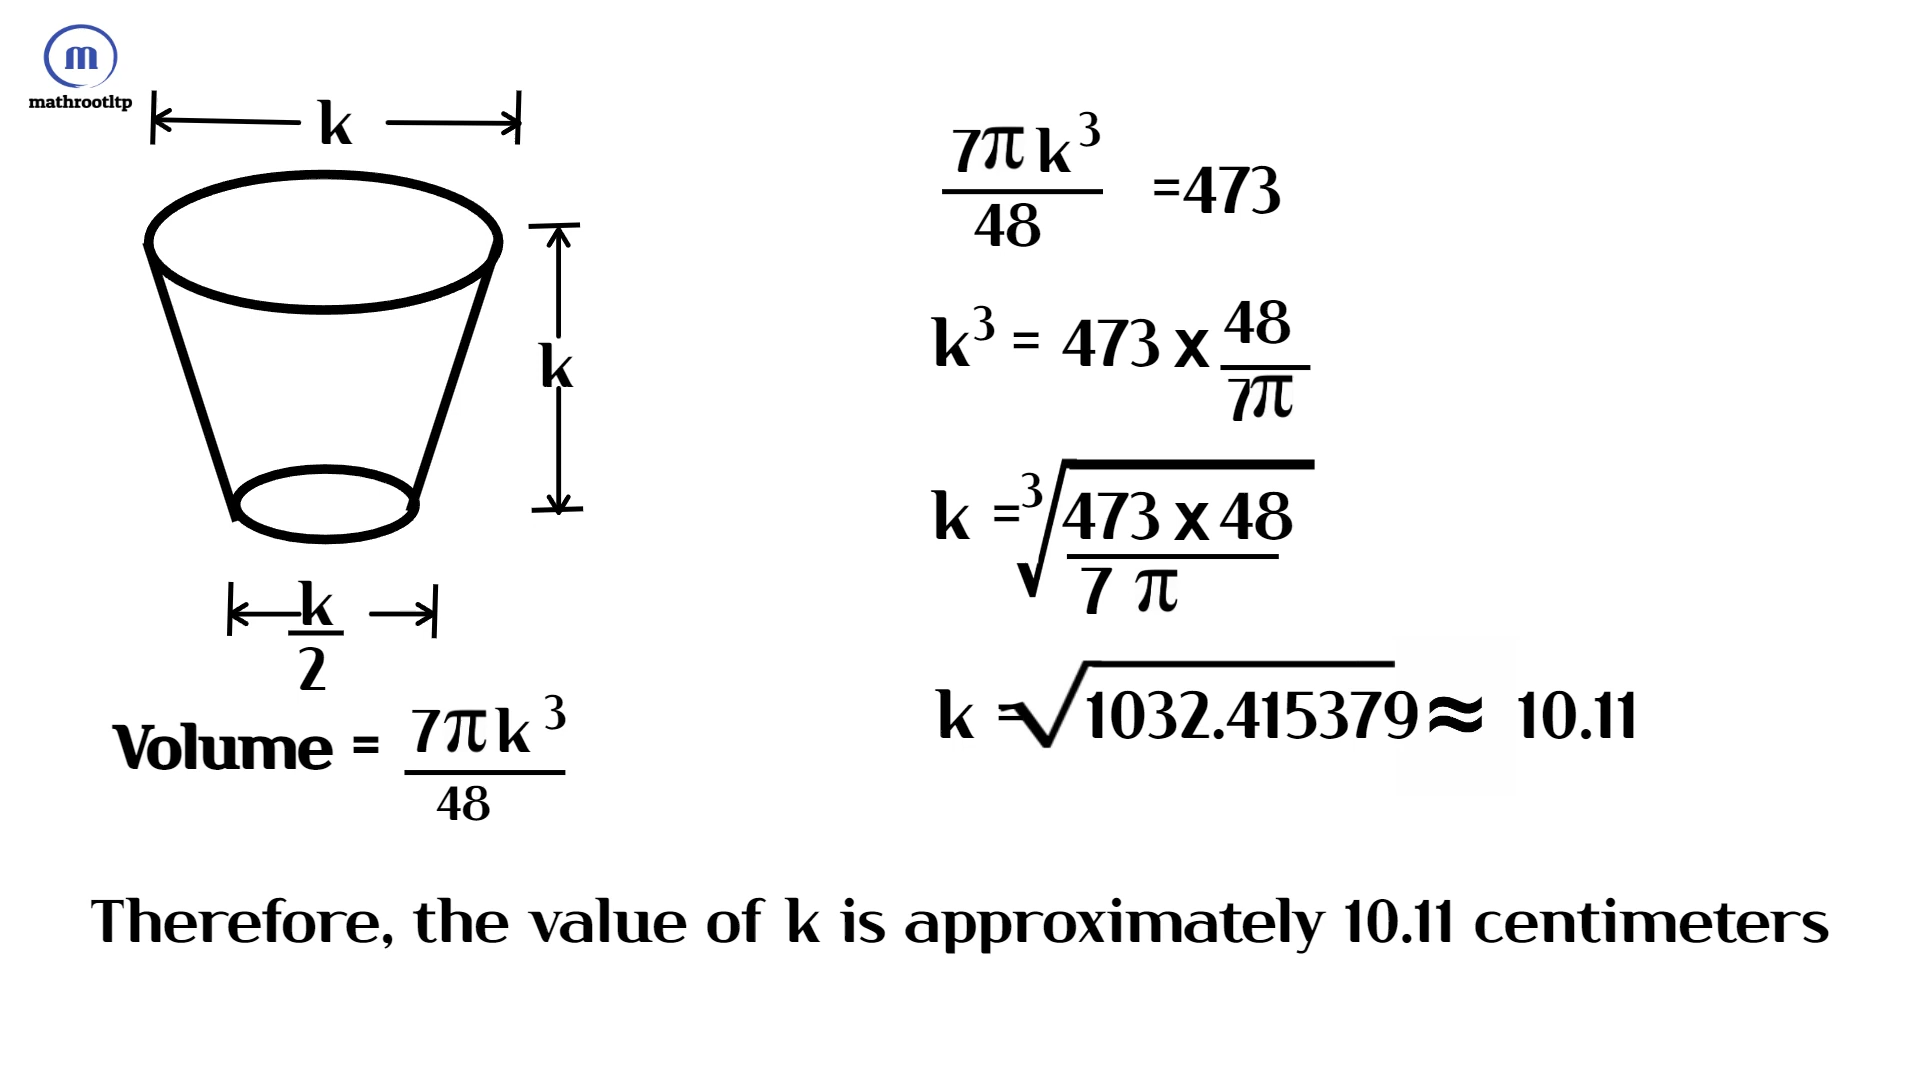 m
mathrootltp
k
k
k
2
Volume = 7πk³
48
7πk³
48
=473
k³ = 473 x 48
7π
k = ³√473 x 48
7 π
k =√1032.415379≈ 10.11
Therefore, the value of k is approximately 10.11 centimeters